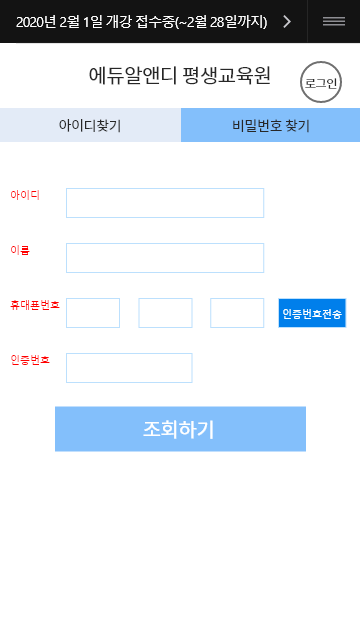 2020년 2월 1일 개강 접수중(~2월 28일까지)
에듀알앤디 평생교육원
로그인
아이디찾기
비밀번호 찾기
아이디
이름
휴대폰번호
인증번호전송
인증번호
조회하기